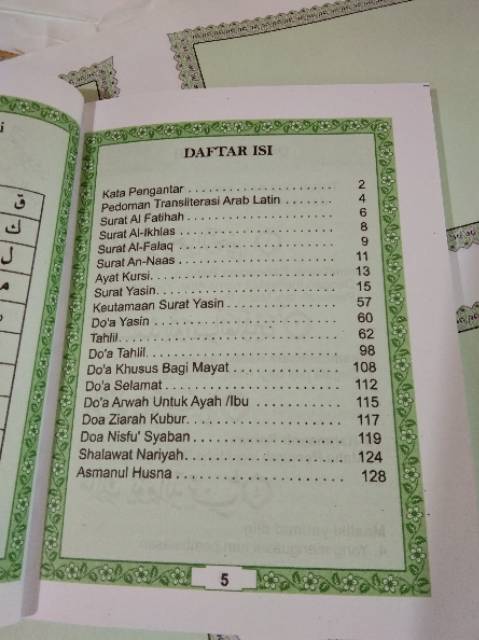 DAFTAR ISI
Kata Pengantar . . . . . . . . . . . . . . . . . . . . . 2
Pedoman Transliterasi Arab Latin . . . . . . . 4
Surat Al Fatihah . . . . . . . . . . . . . . . . . . . . . 6
Surat Al-Ikhlas . . . . . . . . . . . . . . . . . . . . . . 8
Surat Al-Falaq . . . . . . . . . . . . . . . . . . . . . . 9
Surat An-Naas . . . . . . . . . . . . . . . . . . . . . . 11
Ayat Kursi. . . . . . . . . . . . . . . . . . . . . . . . . . 13
Surat Yasin. . . . . . . . . . . . . . . . . . . . . . . . . 15
Keutamaan Surat Yasin . . . . . . . . . . . . . . . 57
Do'a Yasin . . . . . . . . . . . . . . . . . . . . . . . . . 60
Tahlil. . . . . . . . . . . . . . . . . . . . . . . . . . . . . . 62
Do'a Tahlil. . . . . . . . . . . . . . . . . . . . . . . . . . 98
Do'a Khusus Bagi Mayat . . . . . . . . . . . . . . . 108
Do'a Selamat . . . . . . . . . . . . . . . . . . . . . . . . 112
Do'a Arwah Untuk Ayah /Ibu . . . . . . . . . . . . 115
Doa Ziarah Kubur. . . . . . . . . . . . . . . . . . . . . 117
Doa Nisfu' Syaban . . . . . . . . . . . . . . . . . . . . 119
Shalawat Nariyah. . . . . . . . . . . . . . . . . . . . . 124
Asmanul Husna . . . . . . . . . . . . . . . . . . . . . . 128
5
ق
ك
ل
م